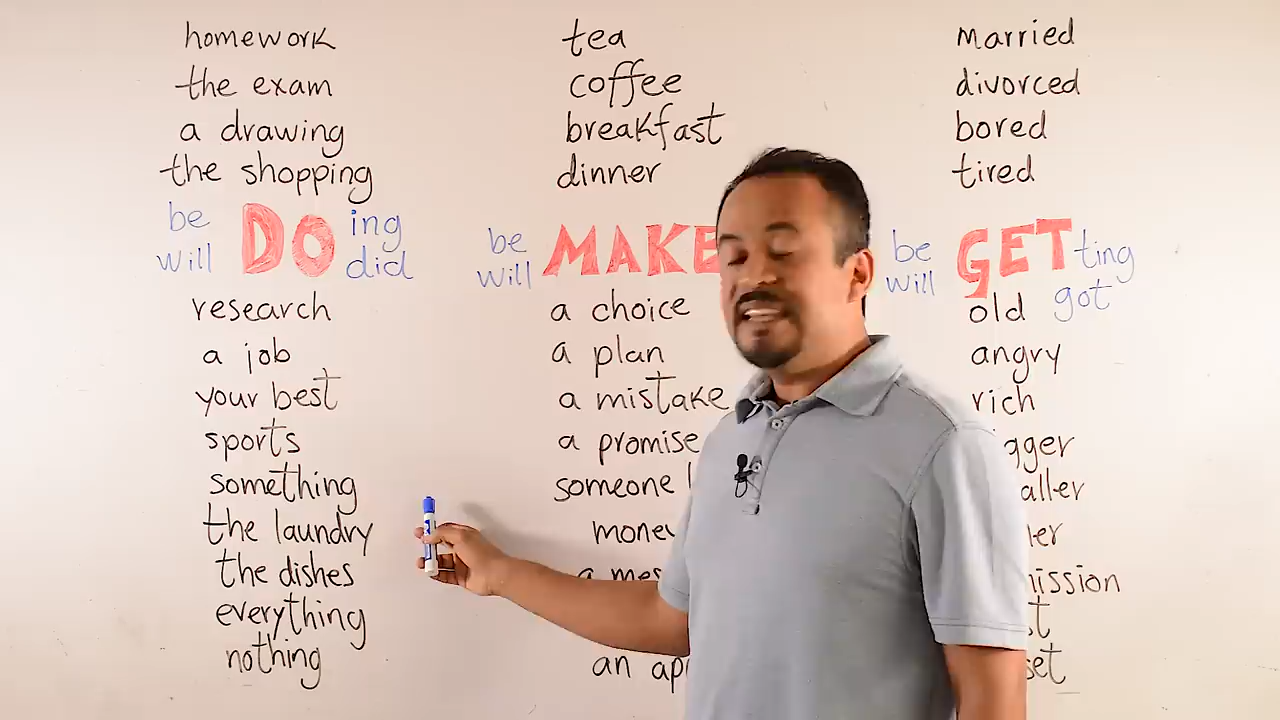 homework
the exam
a drawing
the shopping
be DO ing
will did
research
a job
your best
sports
something
the laundry
the dishes
everything
nothing
tea
coffee
breakfast
dinner
be MAKE
will
a choice
a plan
a mistake
a promise
someone
money
a mes
an ap
married
divorced
bored
tired
be GET ting
will got
old
angry
rich
gger
aller
er
ission
t
set